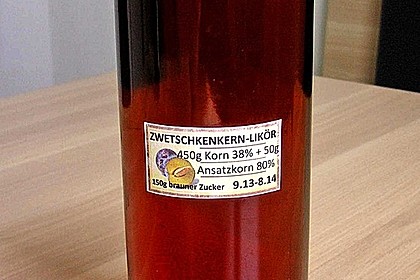 ZWETSCHKENKERN-LIKÖR
450g Korn 38% + 50g
Ansatzkorn 80%
150g brauner Zucker 9.13-8.14